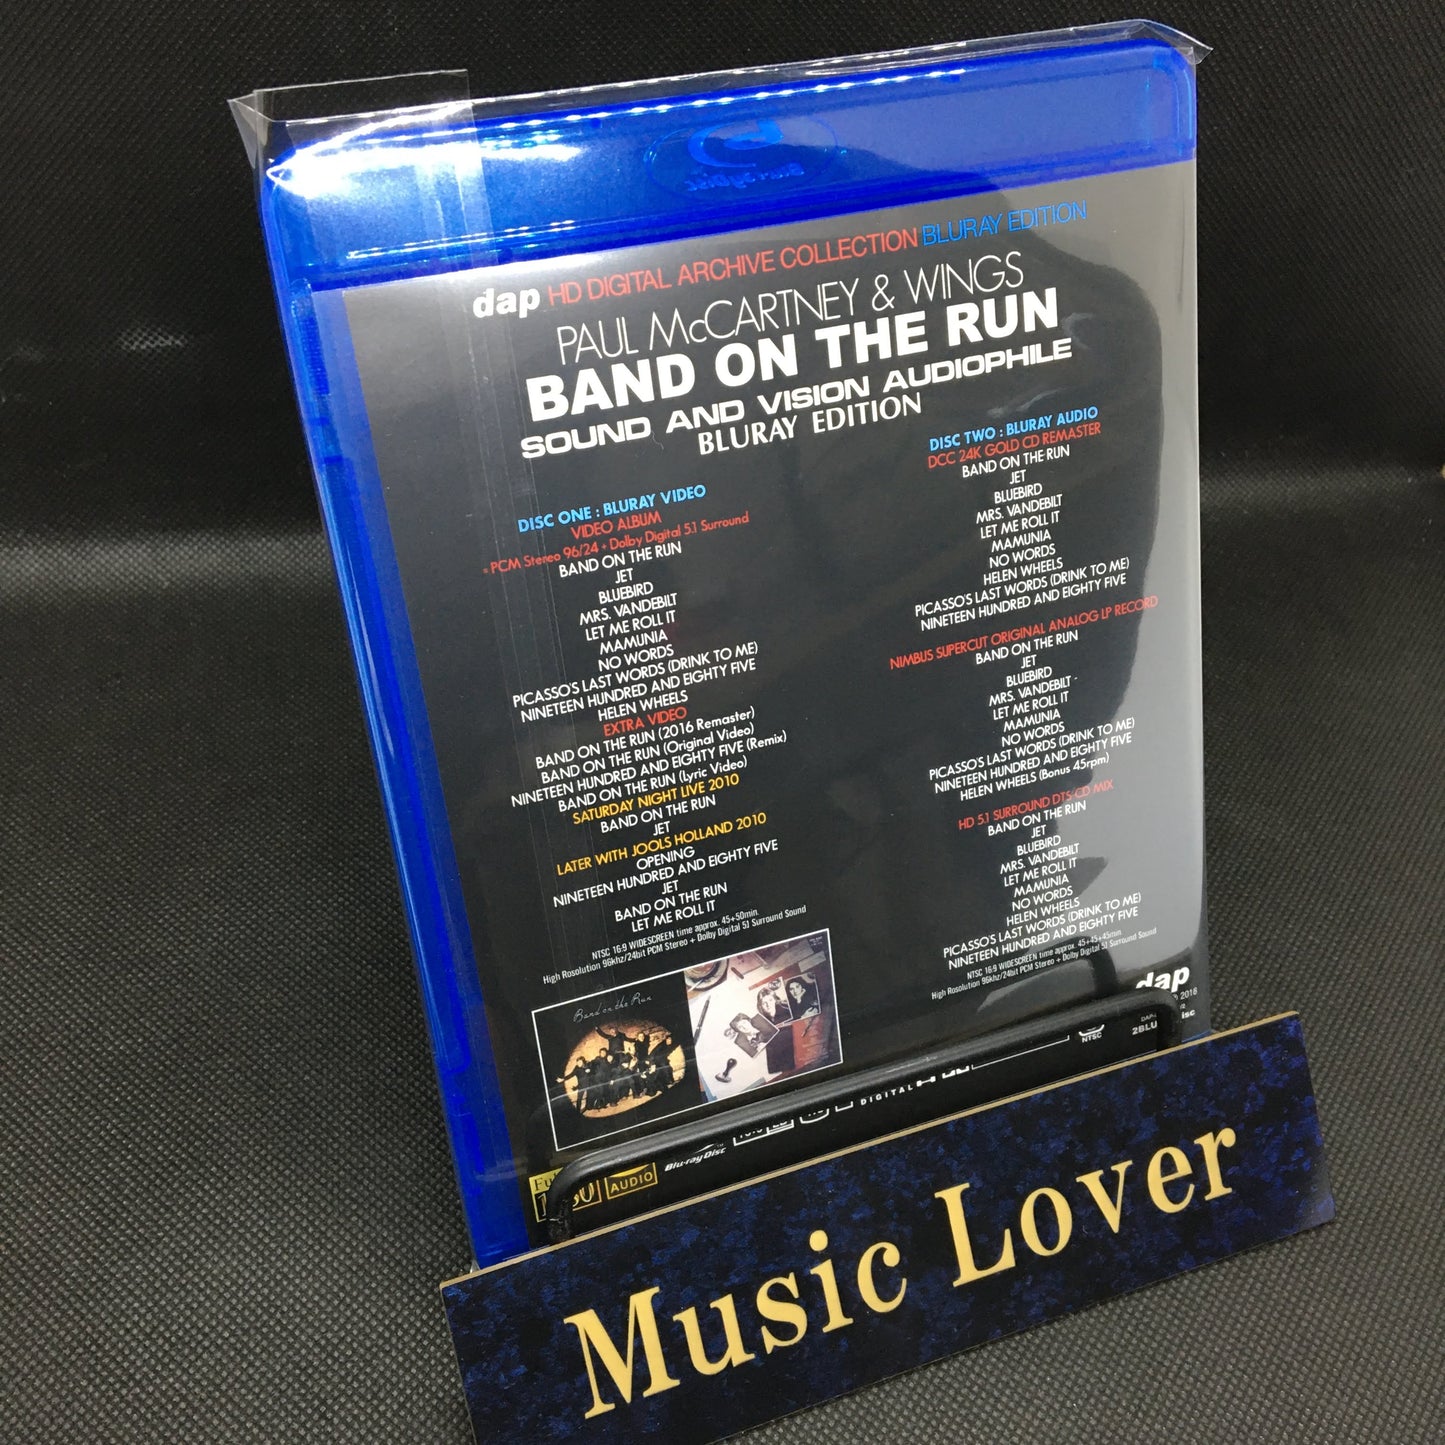 dap HD DIGITAL ARCHIVE COLLECTION BLURAY EDITION
PAUL McCARTNEY & WINGS
BAND ON THE RUN
SOUND AND VISION AUDIOPHILE
BLURAY EDITION
DISC ONE : BLURAY VIDEO
VIDEO ALBUM
PCM Stereo 96/24 + Dolby Digital 5.1 Surround
BAND ON THE RUN
JET
BLUEBIRD
MRS. VANDEBILT
LET ME ROLL IT
MAMUNIA
NO WORDS
PICASSO'S LAST WORDS (DRINK TO ME)
NINETEEN HUNDRED AND EIGHTY FIVE
HELEN WHEELS
EXTRA VIDEO
BAND ON THE RUN (2016 Remaster)
BAND ON THE RUN (Original Video)
NINETEEN HUNDRED AND EIGHTY FIVE (Remix)
BAND ON THE RUN (Lyric Video)
SATURDAY NIGHT LIVE 2010
BAND ON THE RUN
JET
LATER WITH JOOLS HOLLAND 2010
OPENING
NINETEEN HUNDRED AND EIGHTY FIVE
JET
BAND ON THE RUN
LET ME ROLL IT
NTSC 16:9 WIDESCREEN time approx. 45+50min.
High Rosolution 96khz/24bit PCM Stereo + Dolby Digital 5.1 Surround Sound
DISC TWO : BLURAY AUDIO
DCC 24K GOLD CD REMASTER
BAND ON THE RUN
JET
BLUEBIRD
MRS. VANDEBILT
LET ME ROLL IT
MAMUNIA
NO WORDS
HELEN WHEELS
PICASSO'S LAST WORDS (DRINK TO ME)
NINETEEN HUNDRED AND EIGHTY FIVE
NIMBUS SUPERCUT ORIGINAL ANALOG LP RECORD
BAND ON THE RUN
JET
BLUEBIRD
MRS. VANDEBILT
LET ME ROLL IT
MAMUNIA
NO WORDS
PICASSO'S LAST WORDS (DRINK TO ME)
NINETEEN HUNDRED AND EIGHTY FIVE
HELEN WHEELS (Bonus 45rpm)
HD 5.1 SURROUND DTS-CD MIX
BAND ON THE RUN
JET
BLUEBIRD
MRS. VANDEBILT
LET ME ROLL IT
MAMUNIA
NO WORDS
HELEN WHEELS
PICASSO'S LAST WORDS (DRINK TO ME)
NINETEEN HUNDRED AND EIGHTY FIVE
NTSC 16:9 WIDESCREEN time approx. 45+45+45min.
High Rosolution 96khz/24bit PCM Stereo + Dolby Digital 5.1 Surround Sound
Band on the Run
dap
2016
NTSC
DIGITAL
Blu-ray Disc
AUDIO
Music Lover